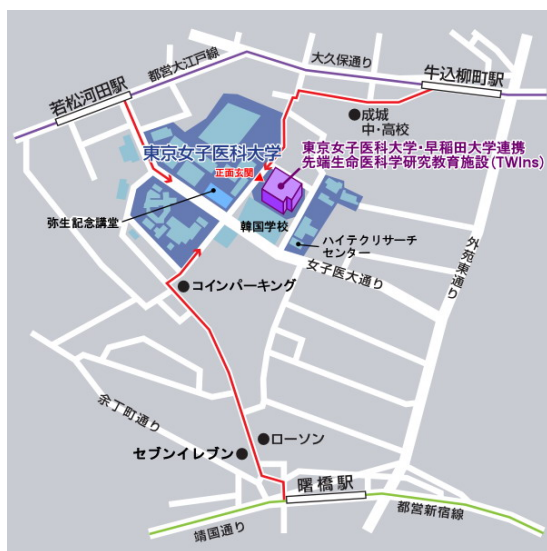 大久保通り
都営大江戸線
牛込柳町駅
若松河田駅
成城
中・高校
東京女子医科大学
東京女子医科大学・早稲田大学連携
先端生命医科学研究教育施設(TWIns)
正面玄関
弥生記念講堂
韓国学校
ハイテクリサーチ
センター
外苑東通り
女子医大通り
コインパーキング
余丁町通り
ローソン
セブンイレブン
曙橋駅
都営新宿線
靖国通り